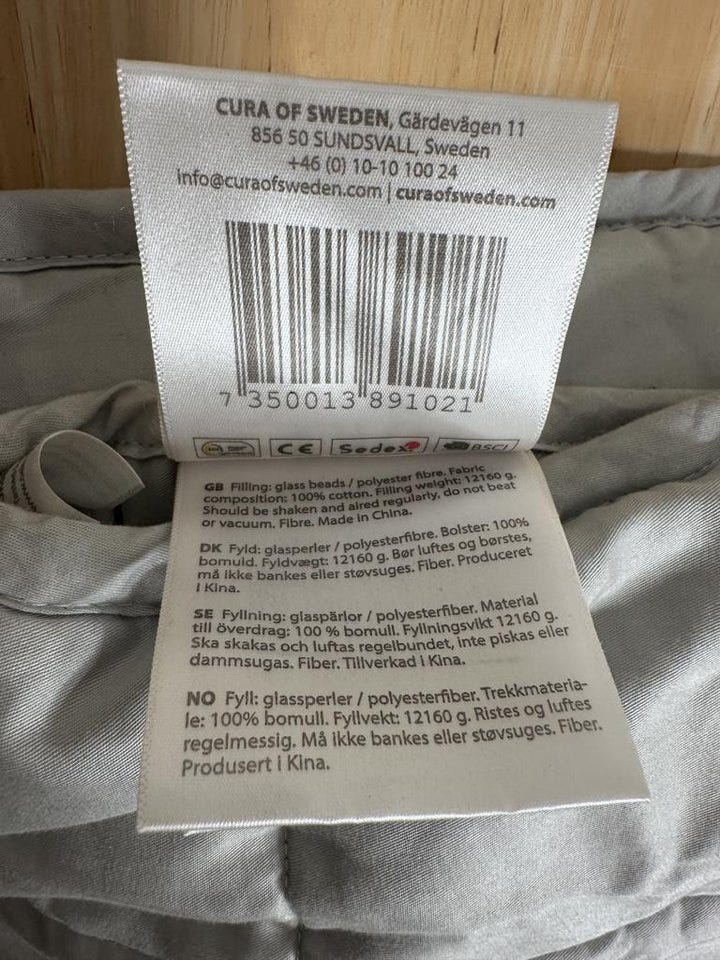 CURA OF SWEDEN, Gärdevägen 11
856 50 SUNDSVALL, Sweden
+46 (0) 10-10 100 24
info@curaofsweden.com | curaofsweden.com
7 350013 891021
CE Sedex BSCI
GB Filling: glass beads / polyester fibre. Fabric
composition: 100% cotton. Filling weight: 12160 g.
Should be shaken and aired regularly, do not beat
or vacuum. Fibre. Made in China.
DK Fyld: glasperler / polyesterfibre. Bolster: 100%
bomuld. Fyldvægt: 12160 g. Bør luftes og børstes,
må ikke bankes eller støvsuges. Fiber. Produceret
i Kina.
SE Fyllning: glaspärlor / polyesterfiber. Material
till överdrag: 100 % bomull. Fyllningsvikt 12160 g.
Ska skakas och luftas regelbundet, inte piskas eller
dammsugas. Fiber. Tillverkad i Kina.
NO Fyll: glassperler / polyesterfiber. Trekkmateria-
le: 100% bomull. Fyllvekt: 12160 g. Ristes og luftes
regelmessig. Må ikke bankes eller støvsuges. Fiber.
Produsert i Kina.